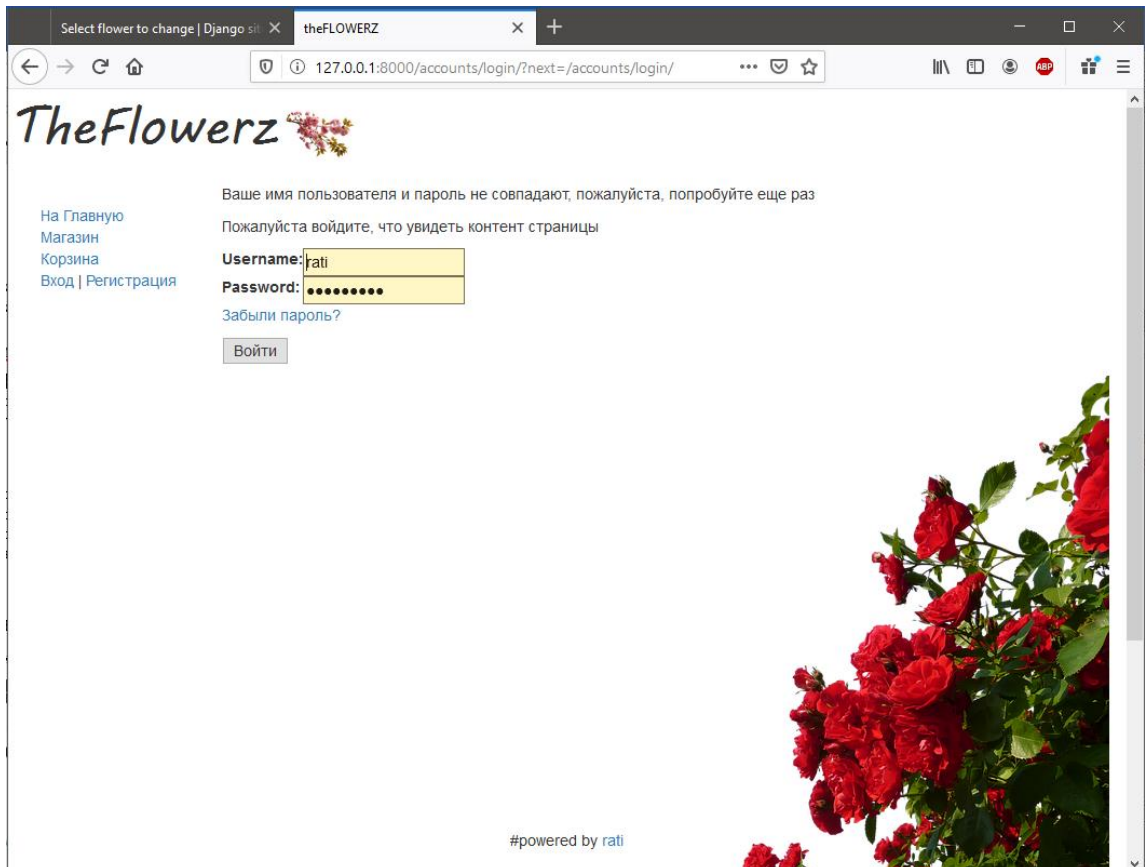 Select flower to change | Django sit
theFLOWERZ
127.0.0.1:8000/accounts/login/?next=/accounts/login/
ABP
TheFlowerz
На Главную
Магазин
Корзина
Вход | Регистрация
Ваше имя пользователя и пароль не совпадают, пожалуйста, попробуйте еще раз
Пожалуйста войдите, что увидеть контент страницы
Username: rati
Password: •••••••••
Забыли пароль?
Войти
#powered by rati